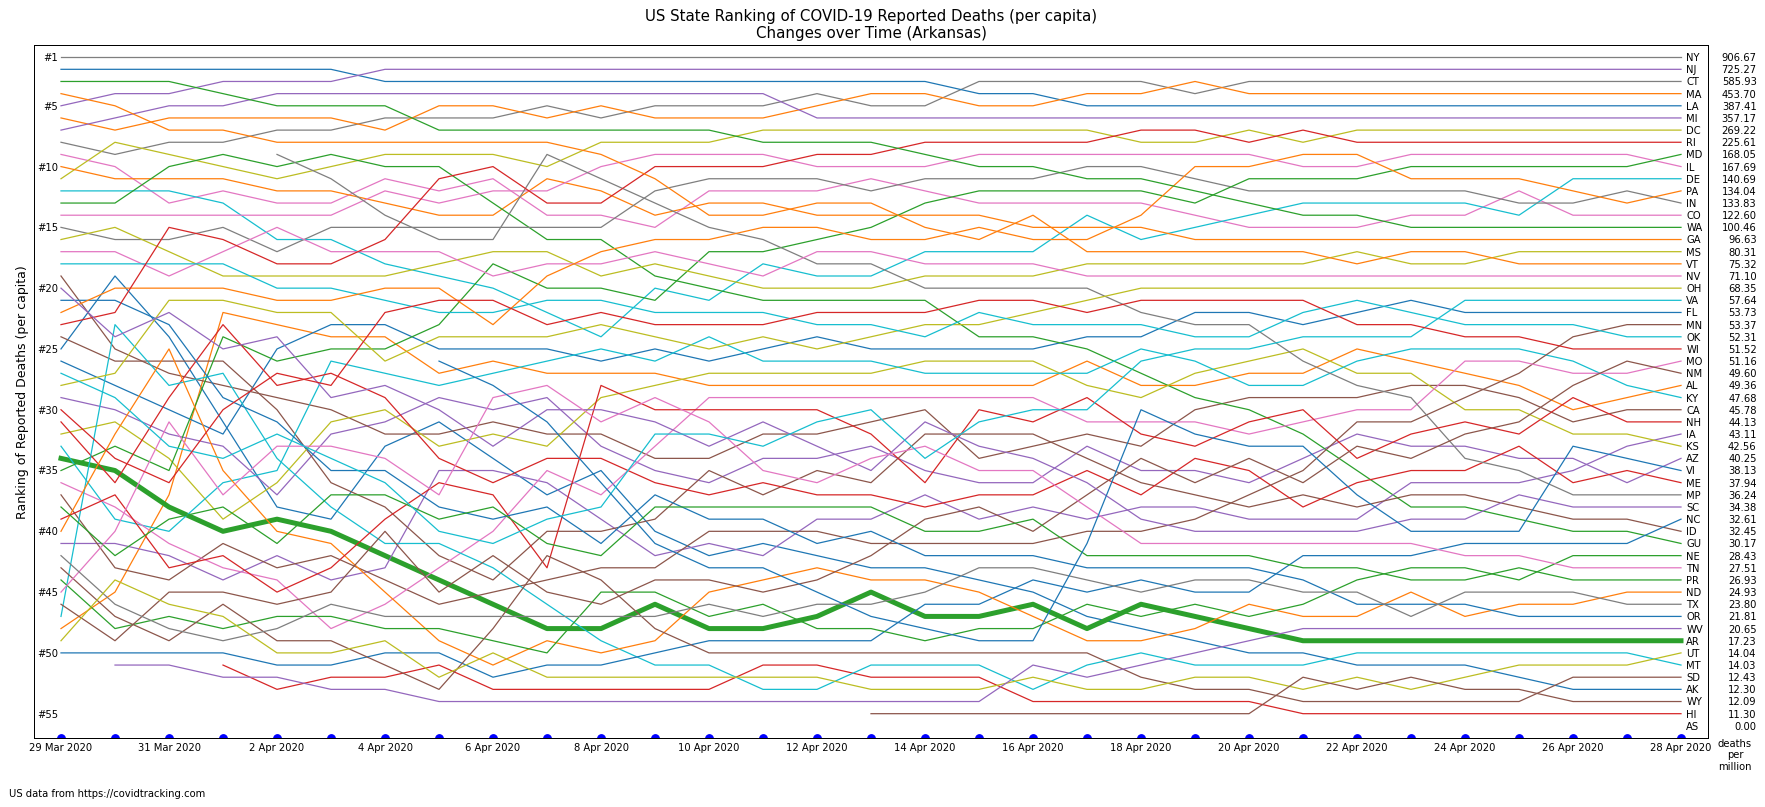 US State Ranking of COVID-19 Reported Deaths (per capita)
Changes over Time (Arkansas)
Ranking of Reported Deaths (per capita)
#1
#5
#10
#15
#20
#25
#30
#35
#40
#45
#50
#55
NY 906.67
NJ 725.27
CT 585.93
MA 453.70
LA 387.41
MI 357.17
DC 269.22
RI 225.61
MD 168.05
IL 167.69
DE 140.69
PA 134.04
IN 133.83
CO 122.60
WA 100.46
GA 96.63
MS 80.31
VT 75.32
NV 71.10
OH 68.35
VA 57.64
FL 53.73
MN 53.37
OK 52.31
WI 51.52
MO 51.16
NM 49.60
AL 49.36
KY 47.68
CA 45.78
NH 44.13
IA 43.11
KS 42.56
AZ 40.25
VI 38.13
ME 37.94
MP 36.24
SC 34.38
NC 32.61
ID 32.45
GU 30.17
NE 28.43
TN 27.51
PR 26.93
ND 24.93
TX 23.80
OR 21.81
WV 20.65
AR 17.23
UT 14.04
MT 14.03
SD 12.43
AK 12.30
WY 12.09
HI 11.30
AS 0.00
29 Mar 2020 31 Mar 2020 2 Apr 2020 4 Apr 2020 6 Apr 2020 8 Apr 2020 10 Apr 2020 12 Apr 2020 14 Apr 2020 16 Apr 2020 18 Apr 2020 20 Apr 2020 22 Apr 2020 24 Apr 2020 26 Apr 2020 28 Apr 2020
deaths
per
million
US data from https://covidtracking.com